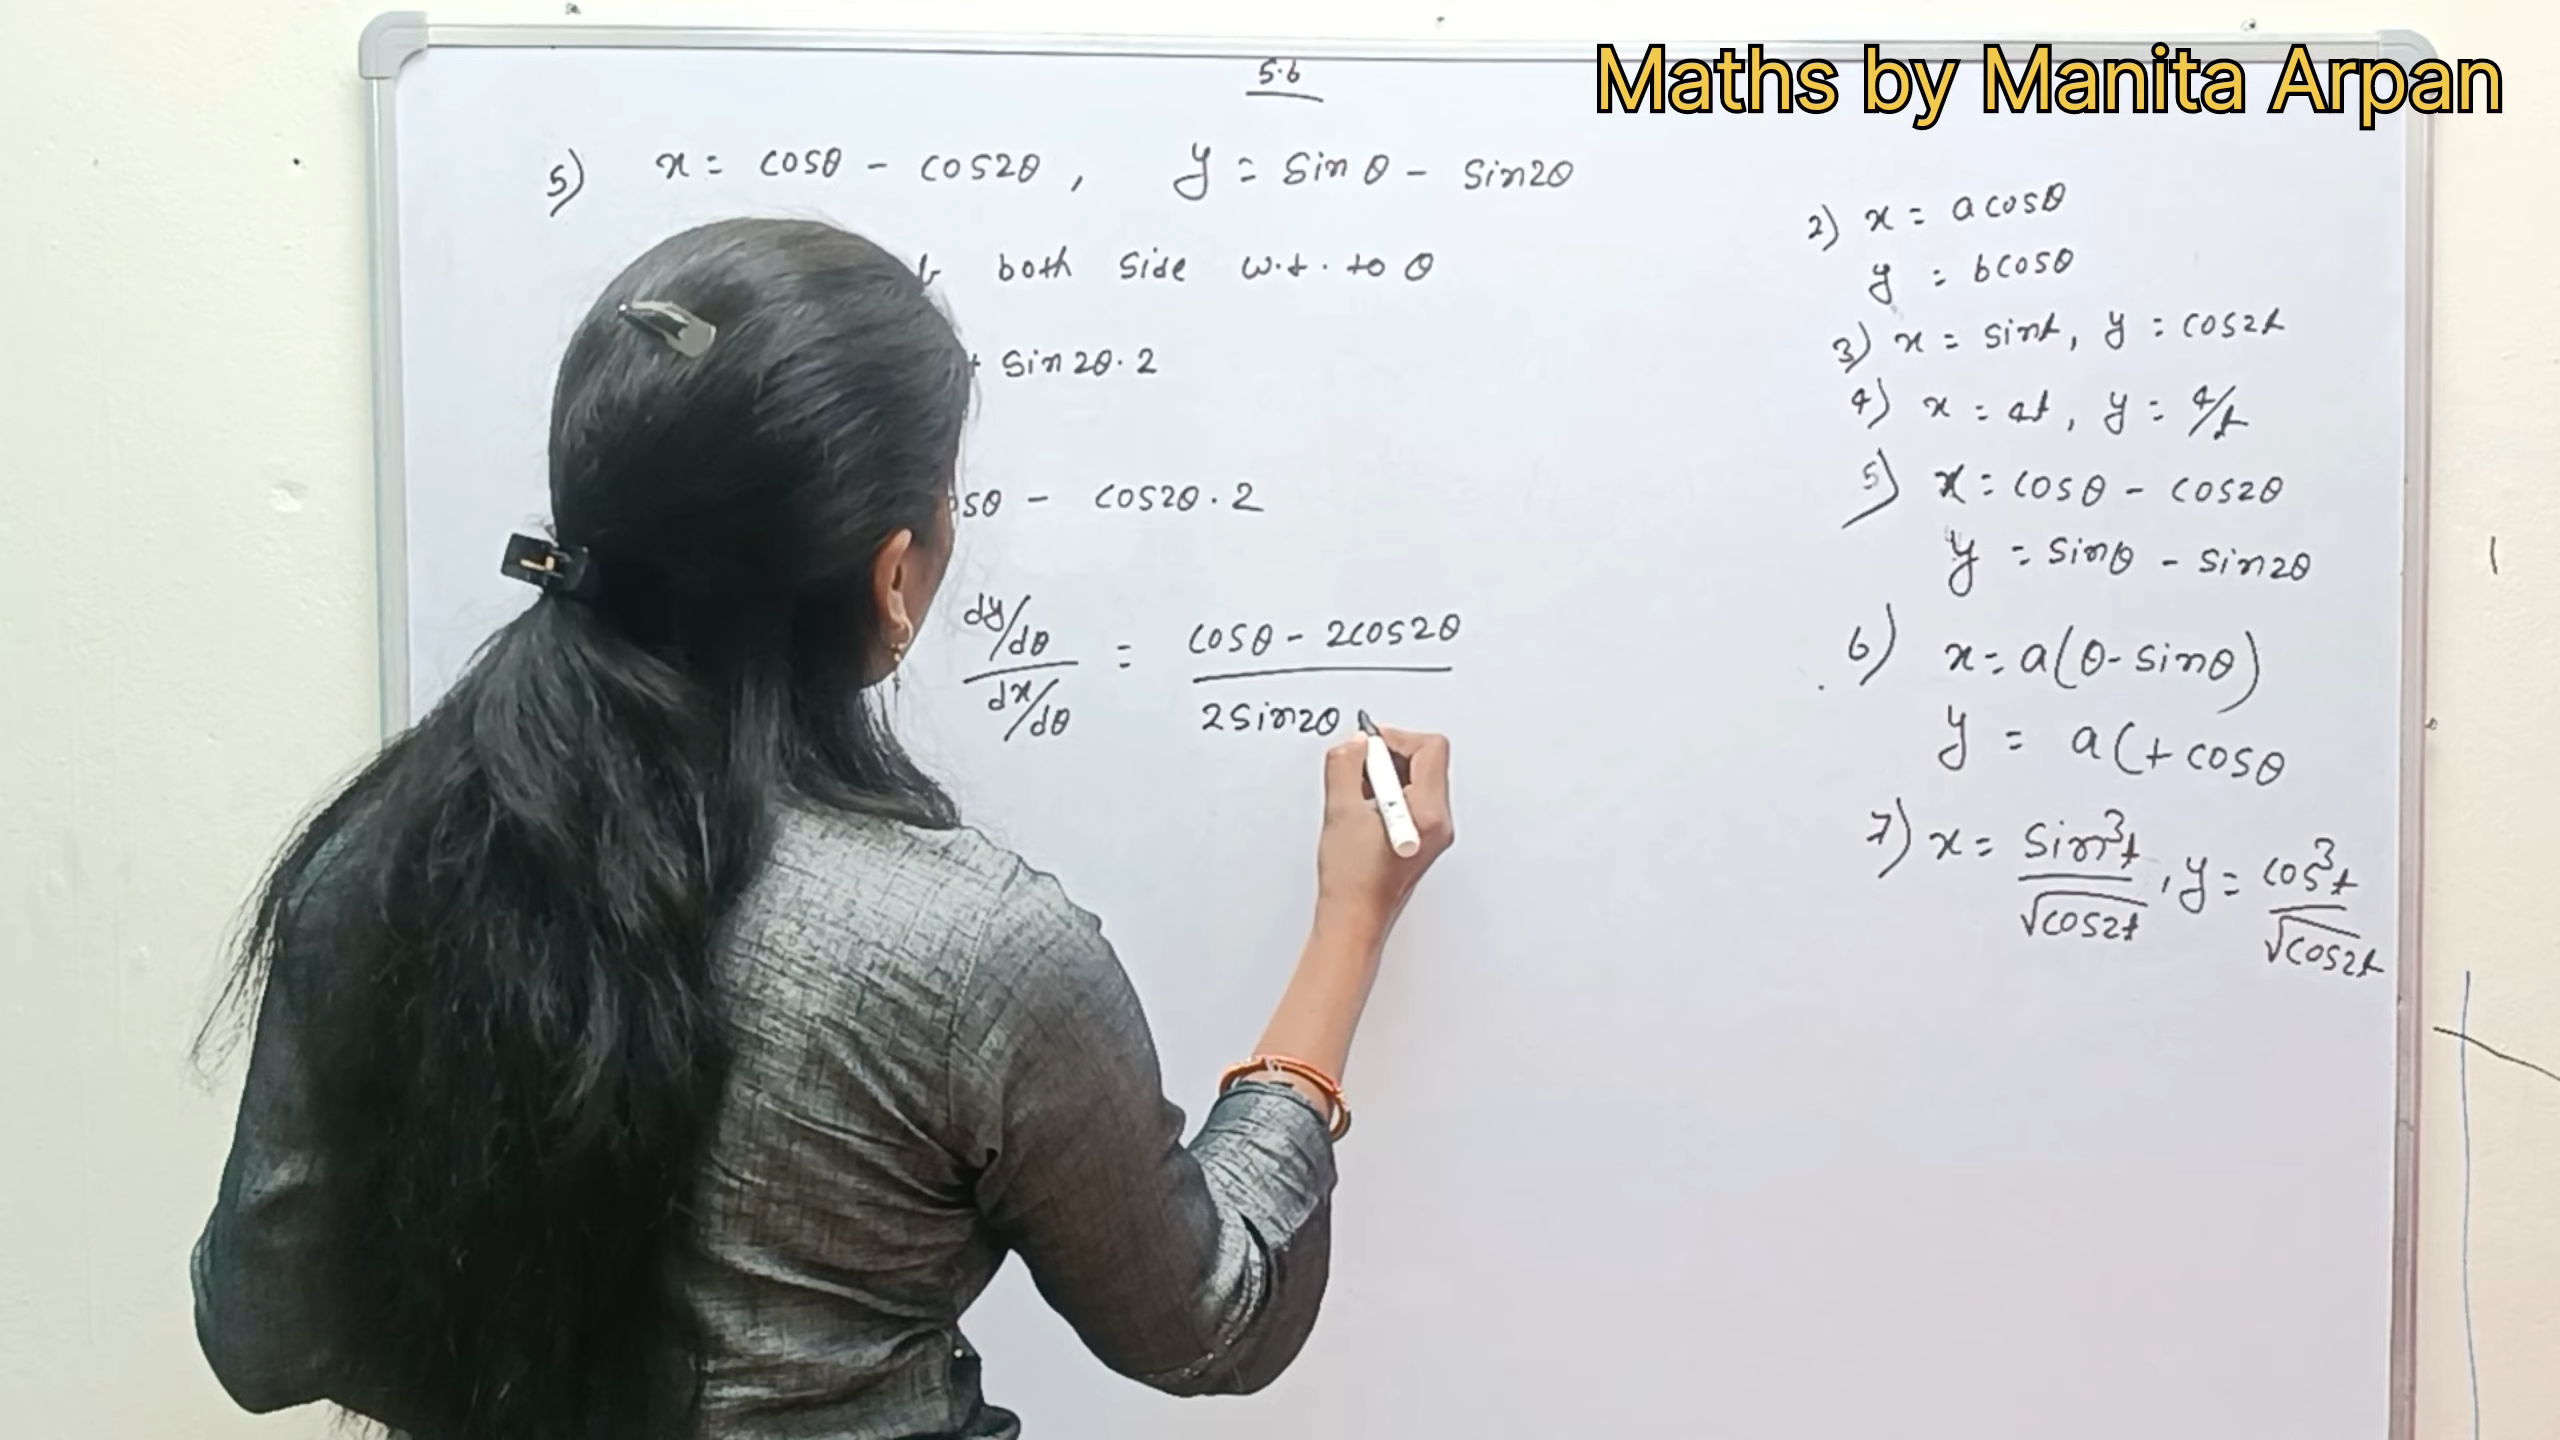 Maths by Manita Arpan
5.6
5) x = cosθ - cos2θ , y = Sin θ - Sin2θ
both Side w.t. to θ
+ Sin 2θ . 2
sθ - cos2θ . 2
dy/dθ / dx/dθ = cosθ - 2cos2θ / 2Sin2θ
2) x = a cosθ
y = b cosθ
3) x = sint, y = cos2t
4) x = 4t , y = 4/t
5) x = cosθ - cos2θ
y = Sinθ - Sin2θ
6) x = a(θ - sinθ)
y = a(+ cosθ
7) x = Sin³t / √cos2t , y = cos³t / √cos2t